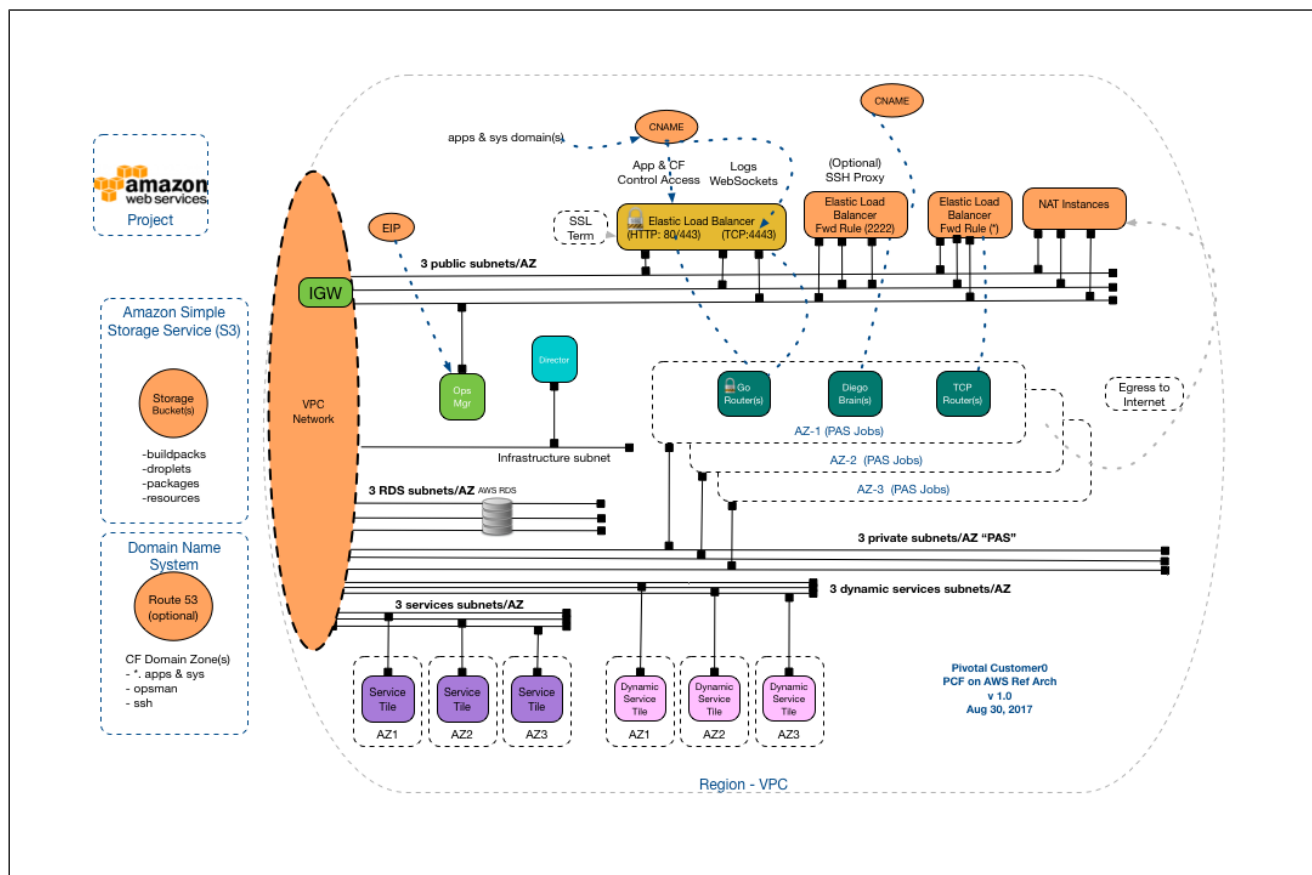 amazon
web services
Project
Amazon Simple
Storage Service (S3)
Storage
Bucket(s)
-buildpacks
-droplets
-packages
-resources
Domain Name
System
Route 53
(optional)
CF Domain Zone(s)
- *. apps & sys
- opsman
- ssh
VPC
Network
IGW
EIP
apps & sys domain(s)
CNAME
CNAME
App & CF
Control Access
Logs
WebSockets
(Optional)
SSH Proxy
SSL
Term
Elastic Load Balancer
(HTTP: 80/443)
(TCP:4443)
Elastic Load
Balancer
Fwd Rule (2222)
Elastic Load
Balancer
Fwd Rule (*)
NAT Instances
3 public subnets/AZ
Ops
Mgr
Director
Infrastructure subnet
Go
Router(s)
Diego
Brain(s)
TCP
Router(s)
AZ-1 (PAS Jobs)
AZ-2 (PAS Jobs)
AZ-3 (PAS Jobs)
Egress to
Internet
3 RDS subnets/AZ
AWS RDS
3 private subnets/AZ “PAS”
3 dynamic services subnets/AZ
3 services subnets/AZ
Service
Tile
Service
Tile
Service
Tile
AZ1
AZ2
AZ3
Dynamic
Service
Tile
Dynamic
Service
Tile
Dynamic
Service
Tile
AZ1
AZ2
AZ3
Pivotal Customer0
PCF on AWS Ref Arch
v 1.0
Aug 30, 2017
Region - VPC